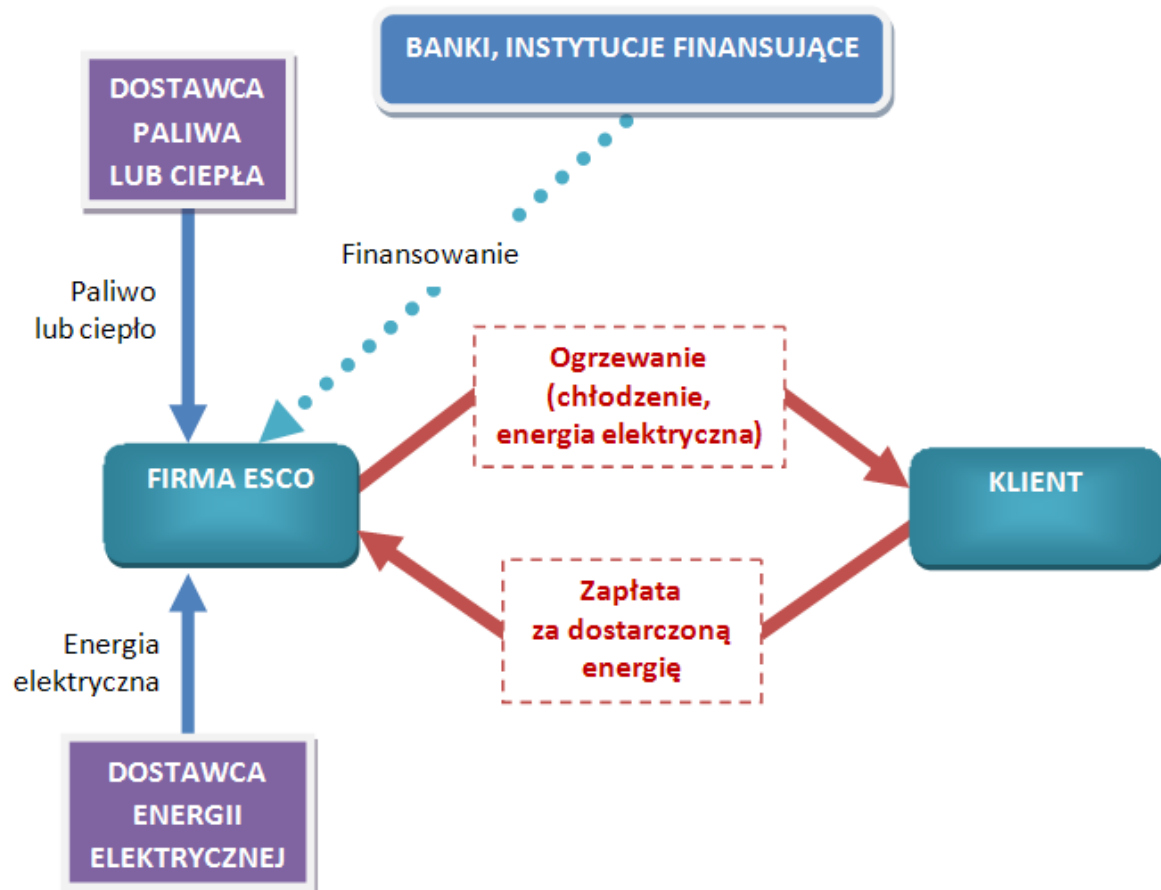 BANKI, INSTYTUCJE FINANSUJĄCE
DOSTAWCA
PALIWA
LUB CIEPŁA
Finansowanie
Paliwo
lub ciepło
Ogrzewanie
(chłodzenie,
energia elektryczna)
FIRMA ESCO
KLIENT
Zapłata
za dostarczoną
energię
Energia
elektryczna
DOSTAWCA
ENERGII
ELEKTRYCZNEJ